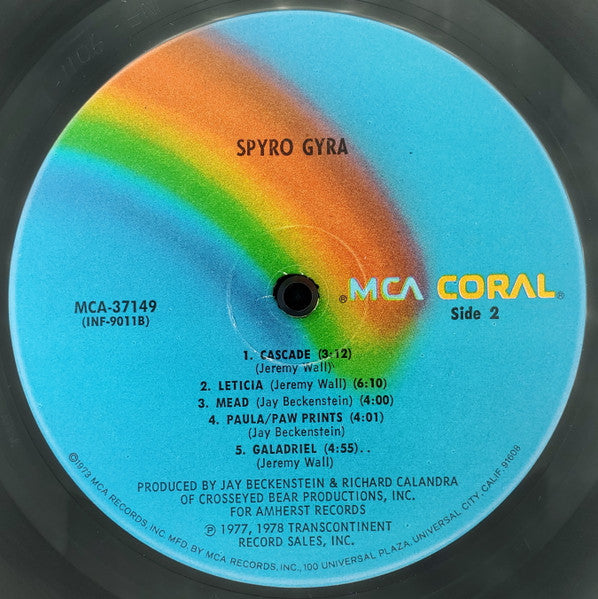 SPYRO GYRA
®MCA CORAL®
MCA-37149
(INF-9011B)
Side 2
1. CASCADE (3:12)
(Jeremy Wall)
2. LETICIA (Jeremy Wall) (6:10)
3. MEAD (Jay Beckenstein) (4:00)
4. PAULA/PAW PRINTS (4:01)
(Jay Beckenstein)
5. GALADRIEL (4:55)..
(Jeremy Wall)
PRODUCED BY JAY BECKENSTEIN & RICHARD CALANDRA
OF CROSSEYED BEAR PRODUCTIONS, INC.
FOR AMHERST RECORDS
℗ 1977, 1978 TRANSCONTINENT
RECORD SALES, INC.
©1973 MCA RECORDS, INC. MFD BY MCA RECORDS, INC., 100 UNIVERSAL PLAZA, UNIVERSAL CITY, CALIF. 91608